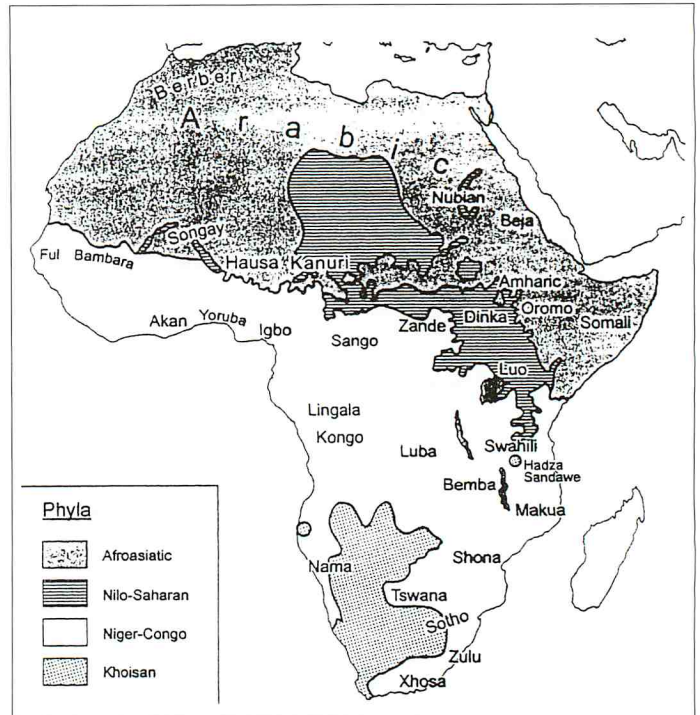 Berber
Arabic
Nubian
Beja
Songay
Ful Bambara
Hausa Kanuri
Amharic
Oromo
Akan Yoruba Igbo
Zande
Dinka
Somali
Sango
Luo
Lingala
Kongo
Luba
Swahili
Hadza
Sandawe
Bemba
Makua
Phyla
Afroasiatic
Nilo-Saharan
Niger-Congo
Khoisan
Nama
Shona
Tswana
Sotho
Zulu
Xhosa